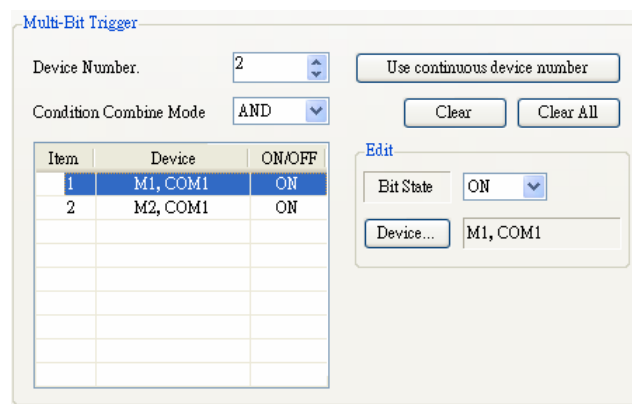 Multi-Bit Trigger
Device Number. 2 Use continuous device number
Condition Combine Mode AND Clear Clear All
Item Device ON/OFF Edit
1 M1, COM1 ON Bit State ON
2 M2, COM1 ON
Device... M1, COM1